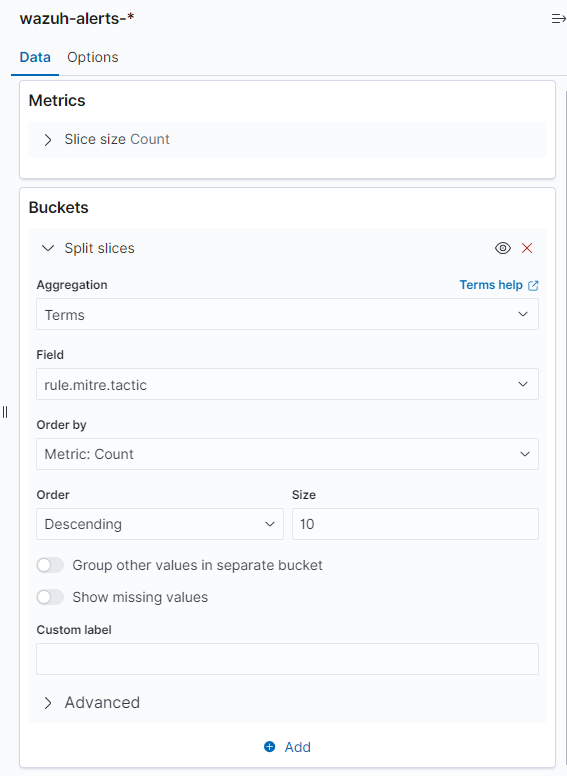 wazuh-alerts-*
Data Options
Metrics
Slice size Count
Buckets
Split slices
Aggregation Terms help
Terms
Field
rule.mitre.tactic
Order by
Metric: Count
Order Size
Descending 10
Group other values in separate bucket
Show missing values
Custom label
Advanced
Add